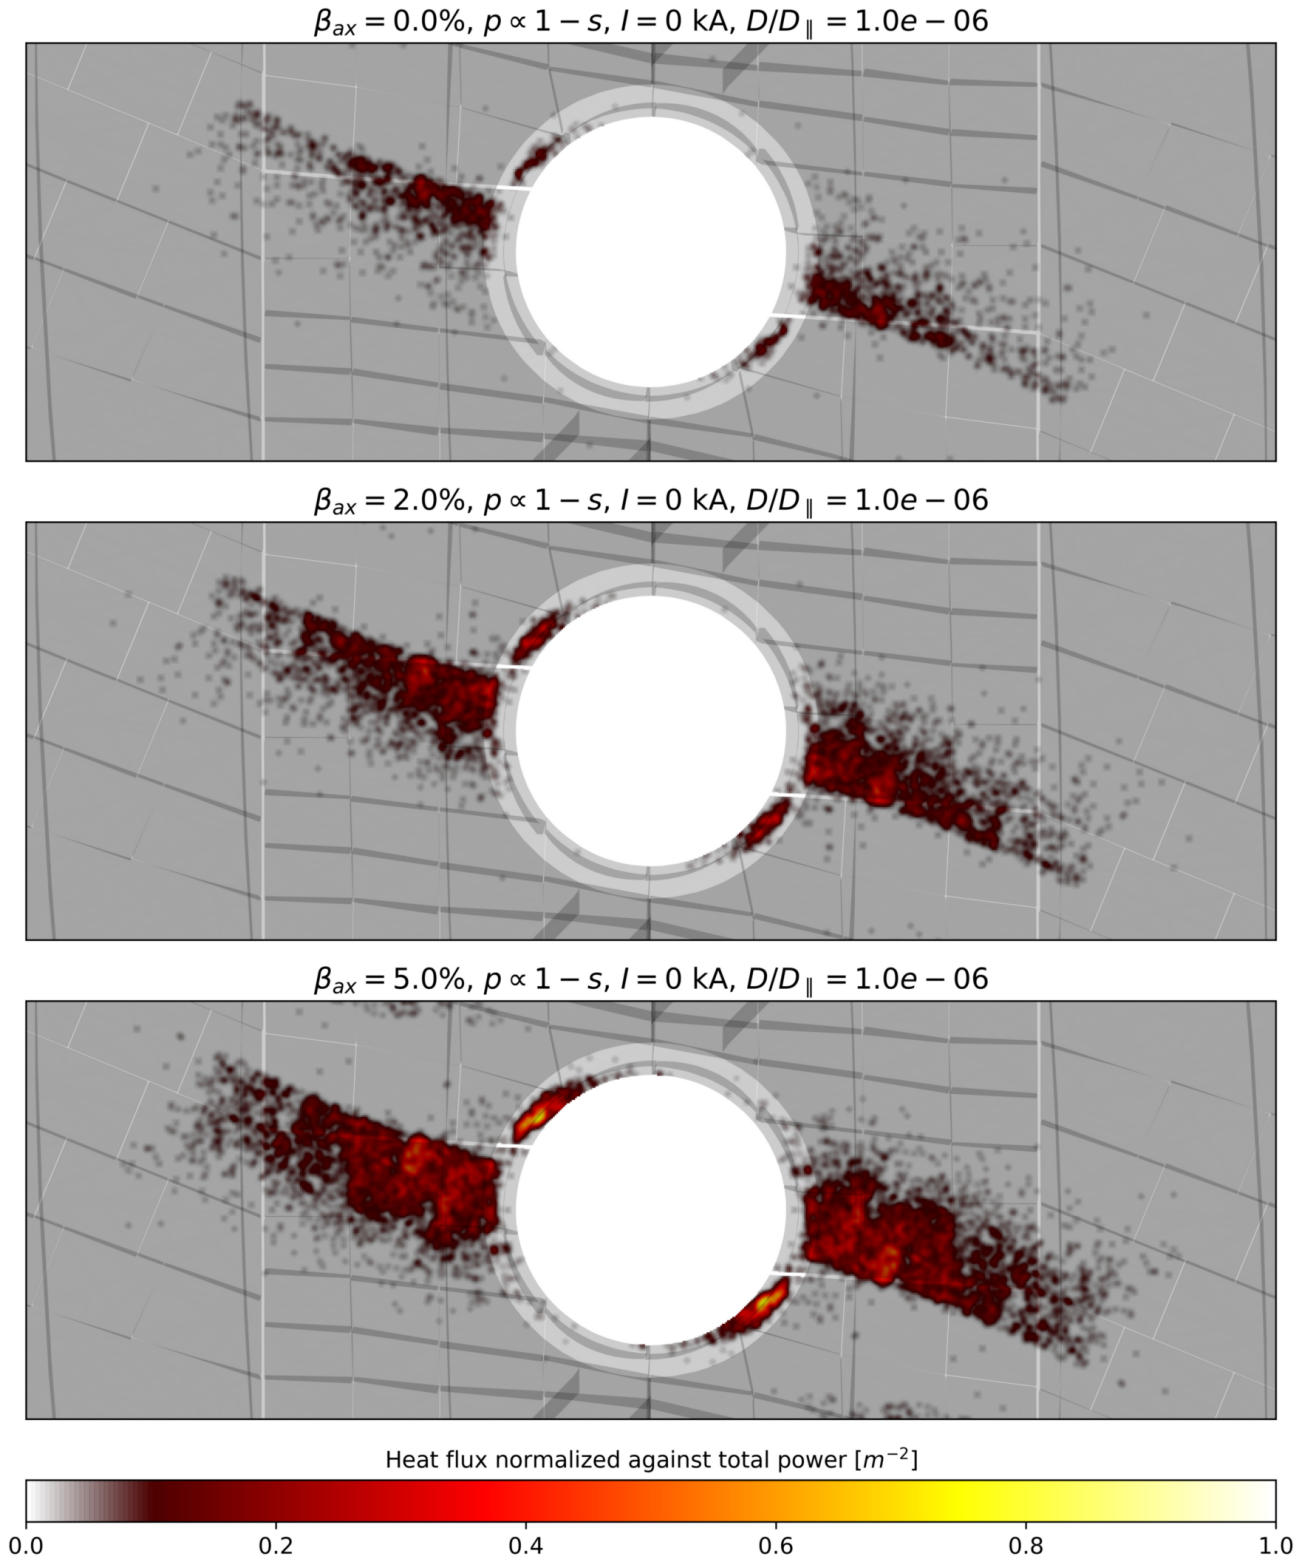 β_ax = 0.0%, p ∝ 1 − s, I = 0 kA, D/D_∥ = 1.0e − 06
β_ax = 2.0%, p ∝ 1 − s, I = 0 kA, D/D_∥ = 1.0e − 06
β_ax = 5.0%, p ∝ 1 − s, I = 0 kA, D/D_∥ = 1.0e − 06
Heat flux normalized against total power [m⁻²]
0.0 0.2 0.4 0.6 0.8 1.0